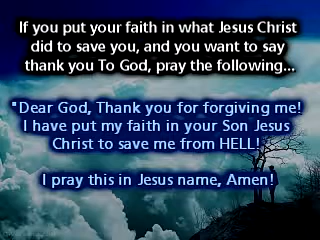 If you put your faith in what Jesus Christ
did to save you, and you want to say
thank you To God, pray the following...
"Dear God, Thank you for forgiving me!
I have put my faith in your Son Jesus
Christ to save me from HELL!
I pray this in Jesus name, Amen!